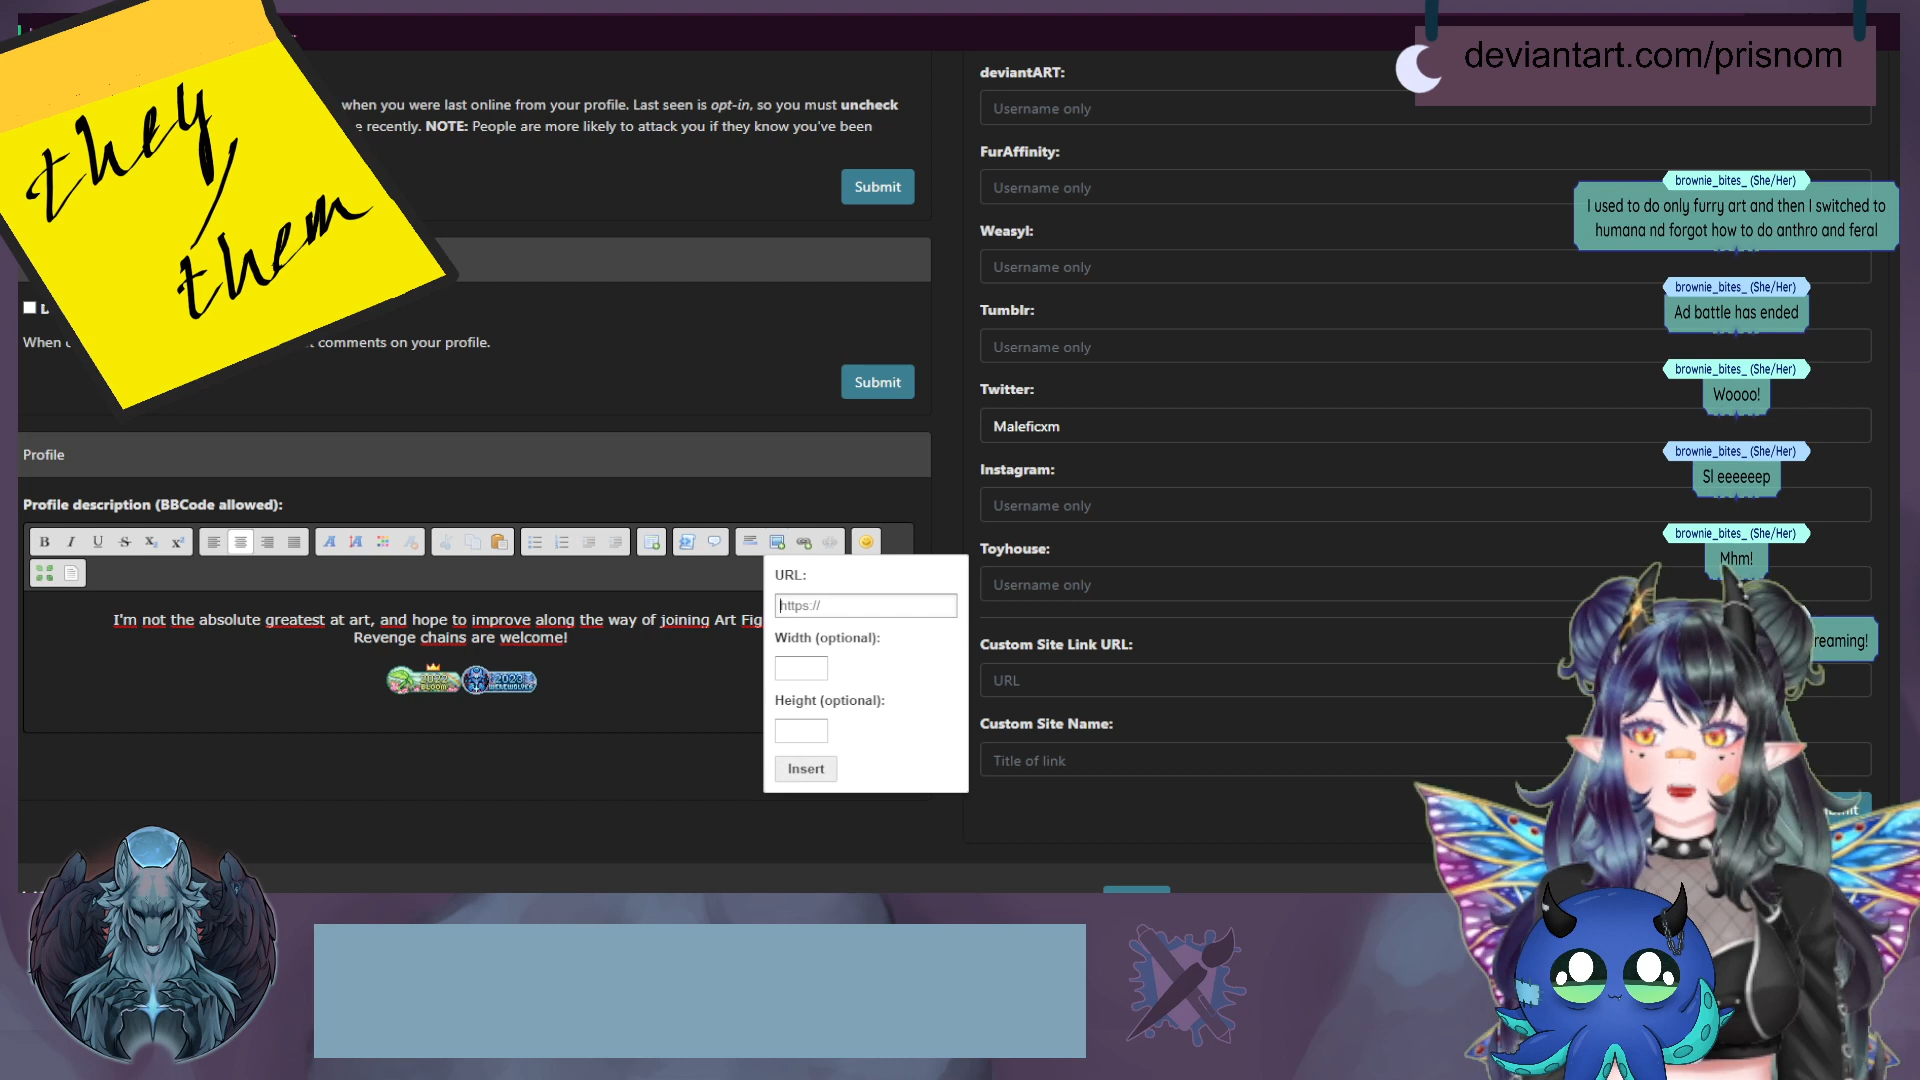 they/
them
when you were last online from your profile. Last seen is opt-in, so you must uncheck
e recently. NOTE: People are more likely to attack you if they know you've been
Submit
When
comments on your profile.
Submit
Profile
Profile description (BBCode allowed):
B I U S X2 X2
I'm not the absolute greatest at art, and hope to improve along the way of joining Art Fig
Revenge chains are welcome!
2022
BLOOM
2023
WEREWOLVES
URL:
https://
Width (optional):
Height (optional):
Insert
deviantART:
Username only
FurAffinity:
Username only
Weasyl:
Username only
Tumblr:
Username only
Twitter:
Maleficxm
Instagram:
Username only
Toyhouse:
Username only
Custom Site Link URL:
URL
Custom Site Name:
Title of link
deviantart.com/prisnom
brownie_bites_ (She/Her)
I used to do only furry art and then I switched to
humana nd forgot how to do anthro and feral
brownie_bites_ (She/Her)
Ad battle has ended
brownie_bites_ (She/Her)
Woooo!
brownie_bites_ (She/Her)
Sl eeeeeep
brownie_bites_ (She/Her)
Mhm!
reaming!